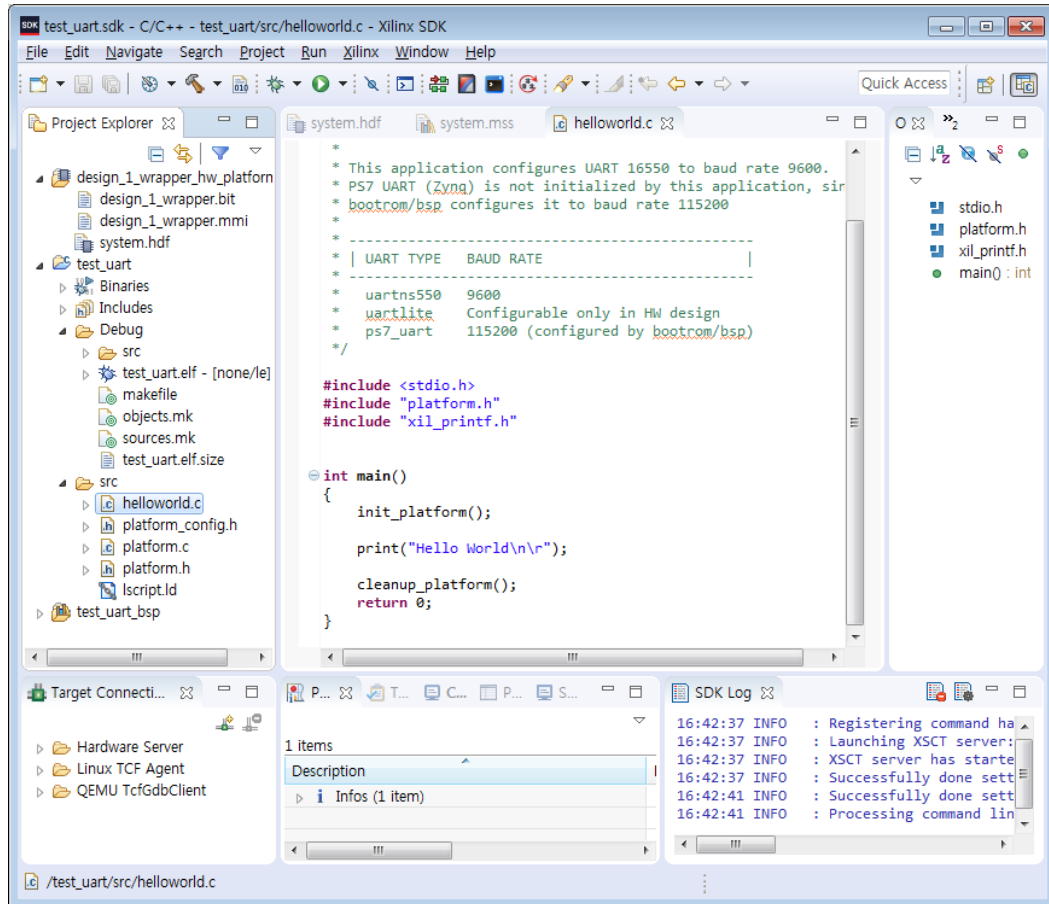 SDK test_uart.sdk - C/C++ - test_uart/src/helloworld.c - Xilinx SDK
File Edit Navigate Search Project Run Xilinx Window Help
Quick Access
Project Explorer
design_1_wrapper_hw_platforn
design_1_wrapper.bit
design_1_wrapper.mmi
system.hdf
test_uart
Binaries
Includes
Debug
src
test_uart.elf - [none/le]
makefile
objects.mk
sources.mk
test_uart.elf.size
src
helloworld.c
platform_config.h
platform.c
platform.h
lscript.ld
test_uart_bsp
system.hdf system.mss helloworld.c
*
* This application configures UART 16550 to baud rate 9600.
* PS7 UART (Zynq) is not initialized by this application, sir
* bootrom/bsp configures it to baud rate 115200
*
* ------------------------------------------------
* | UART TYPE   BAUD RATE                        |
* ------------------------------------------------
*   uartns550   9600
*   uartlite    Configurable only in HW design
*   ps7_uart    115200 (configured by bootrom/bsp)
*/
#include <stdio.h>
#include "platform.h"
#include "xil_printf.h"
int main()
{
init_platform();
print("Hello World\n\r");
cleanup_platform();
return 0;
}
O »2
stdio.h
platform.h
xil_printf.h
main() : int
Target Connecti...
Hardware Server
Linux TCF Agent
QEMU TcfGdbClient
P... T... C... P... S...
1 items
Description
i Infos (1 item)
SDK Log
16:42:37 INFO : Registering command ha
16:42:37 INFO : Launching XSCT server:
16:42:37 INFO : XSCT server has starte
16:42:37 INFO : Successfully done sett
16:42:41 INFO : Successfully done sett
16:42:41 INFO : Processing command lin
/test_uart/src/helloworld.c